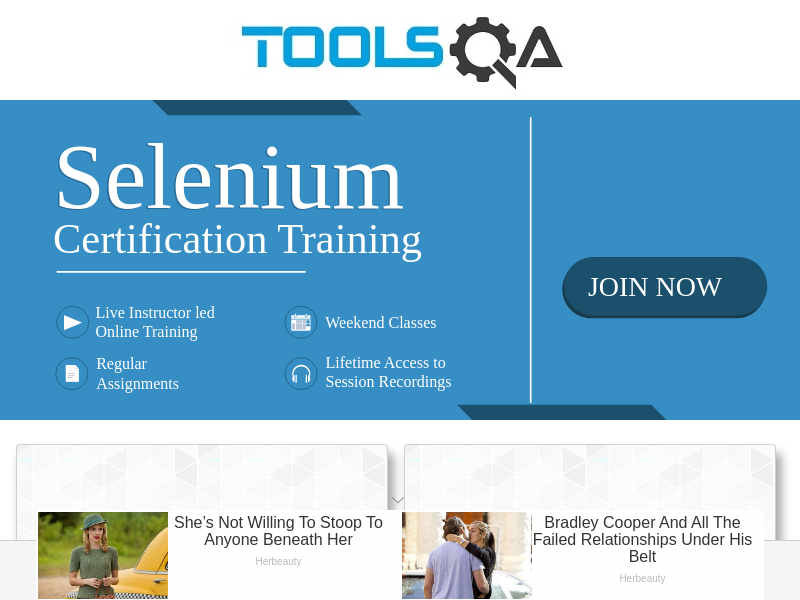 TOOLSQA
Selenium
Certification Training
JOIN NOW
Live Instructor led
Online Training
Weekend Classes
Regular
Assignments
Lifetime Access to
Session Recordings
She's Not Willing To Stoop To
Anyone Beneath Her
Herbeauty
Bradley Cooper And All The
Failed Relationships Under His
Belt
Herbeauty